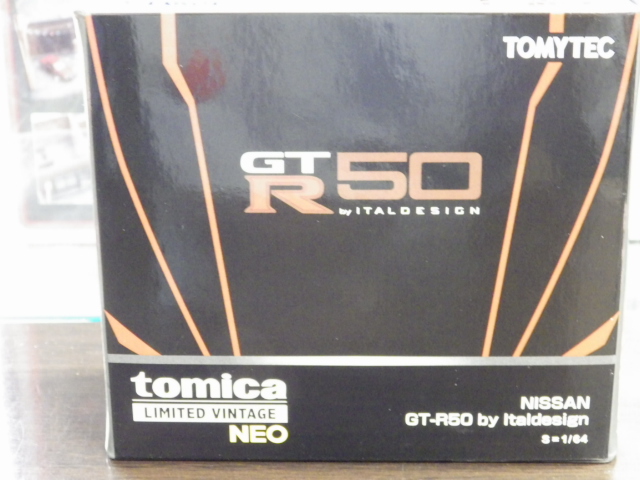 TOMYTEC
GT
R50
by ITALDESIGN
tomica
LIMITED VINTAGE
NEO
NISSAN
GT-R50 by Italdesign
S=1/64